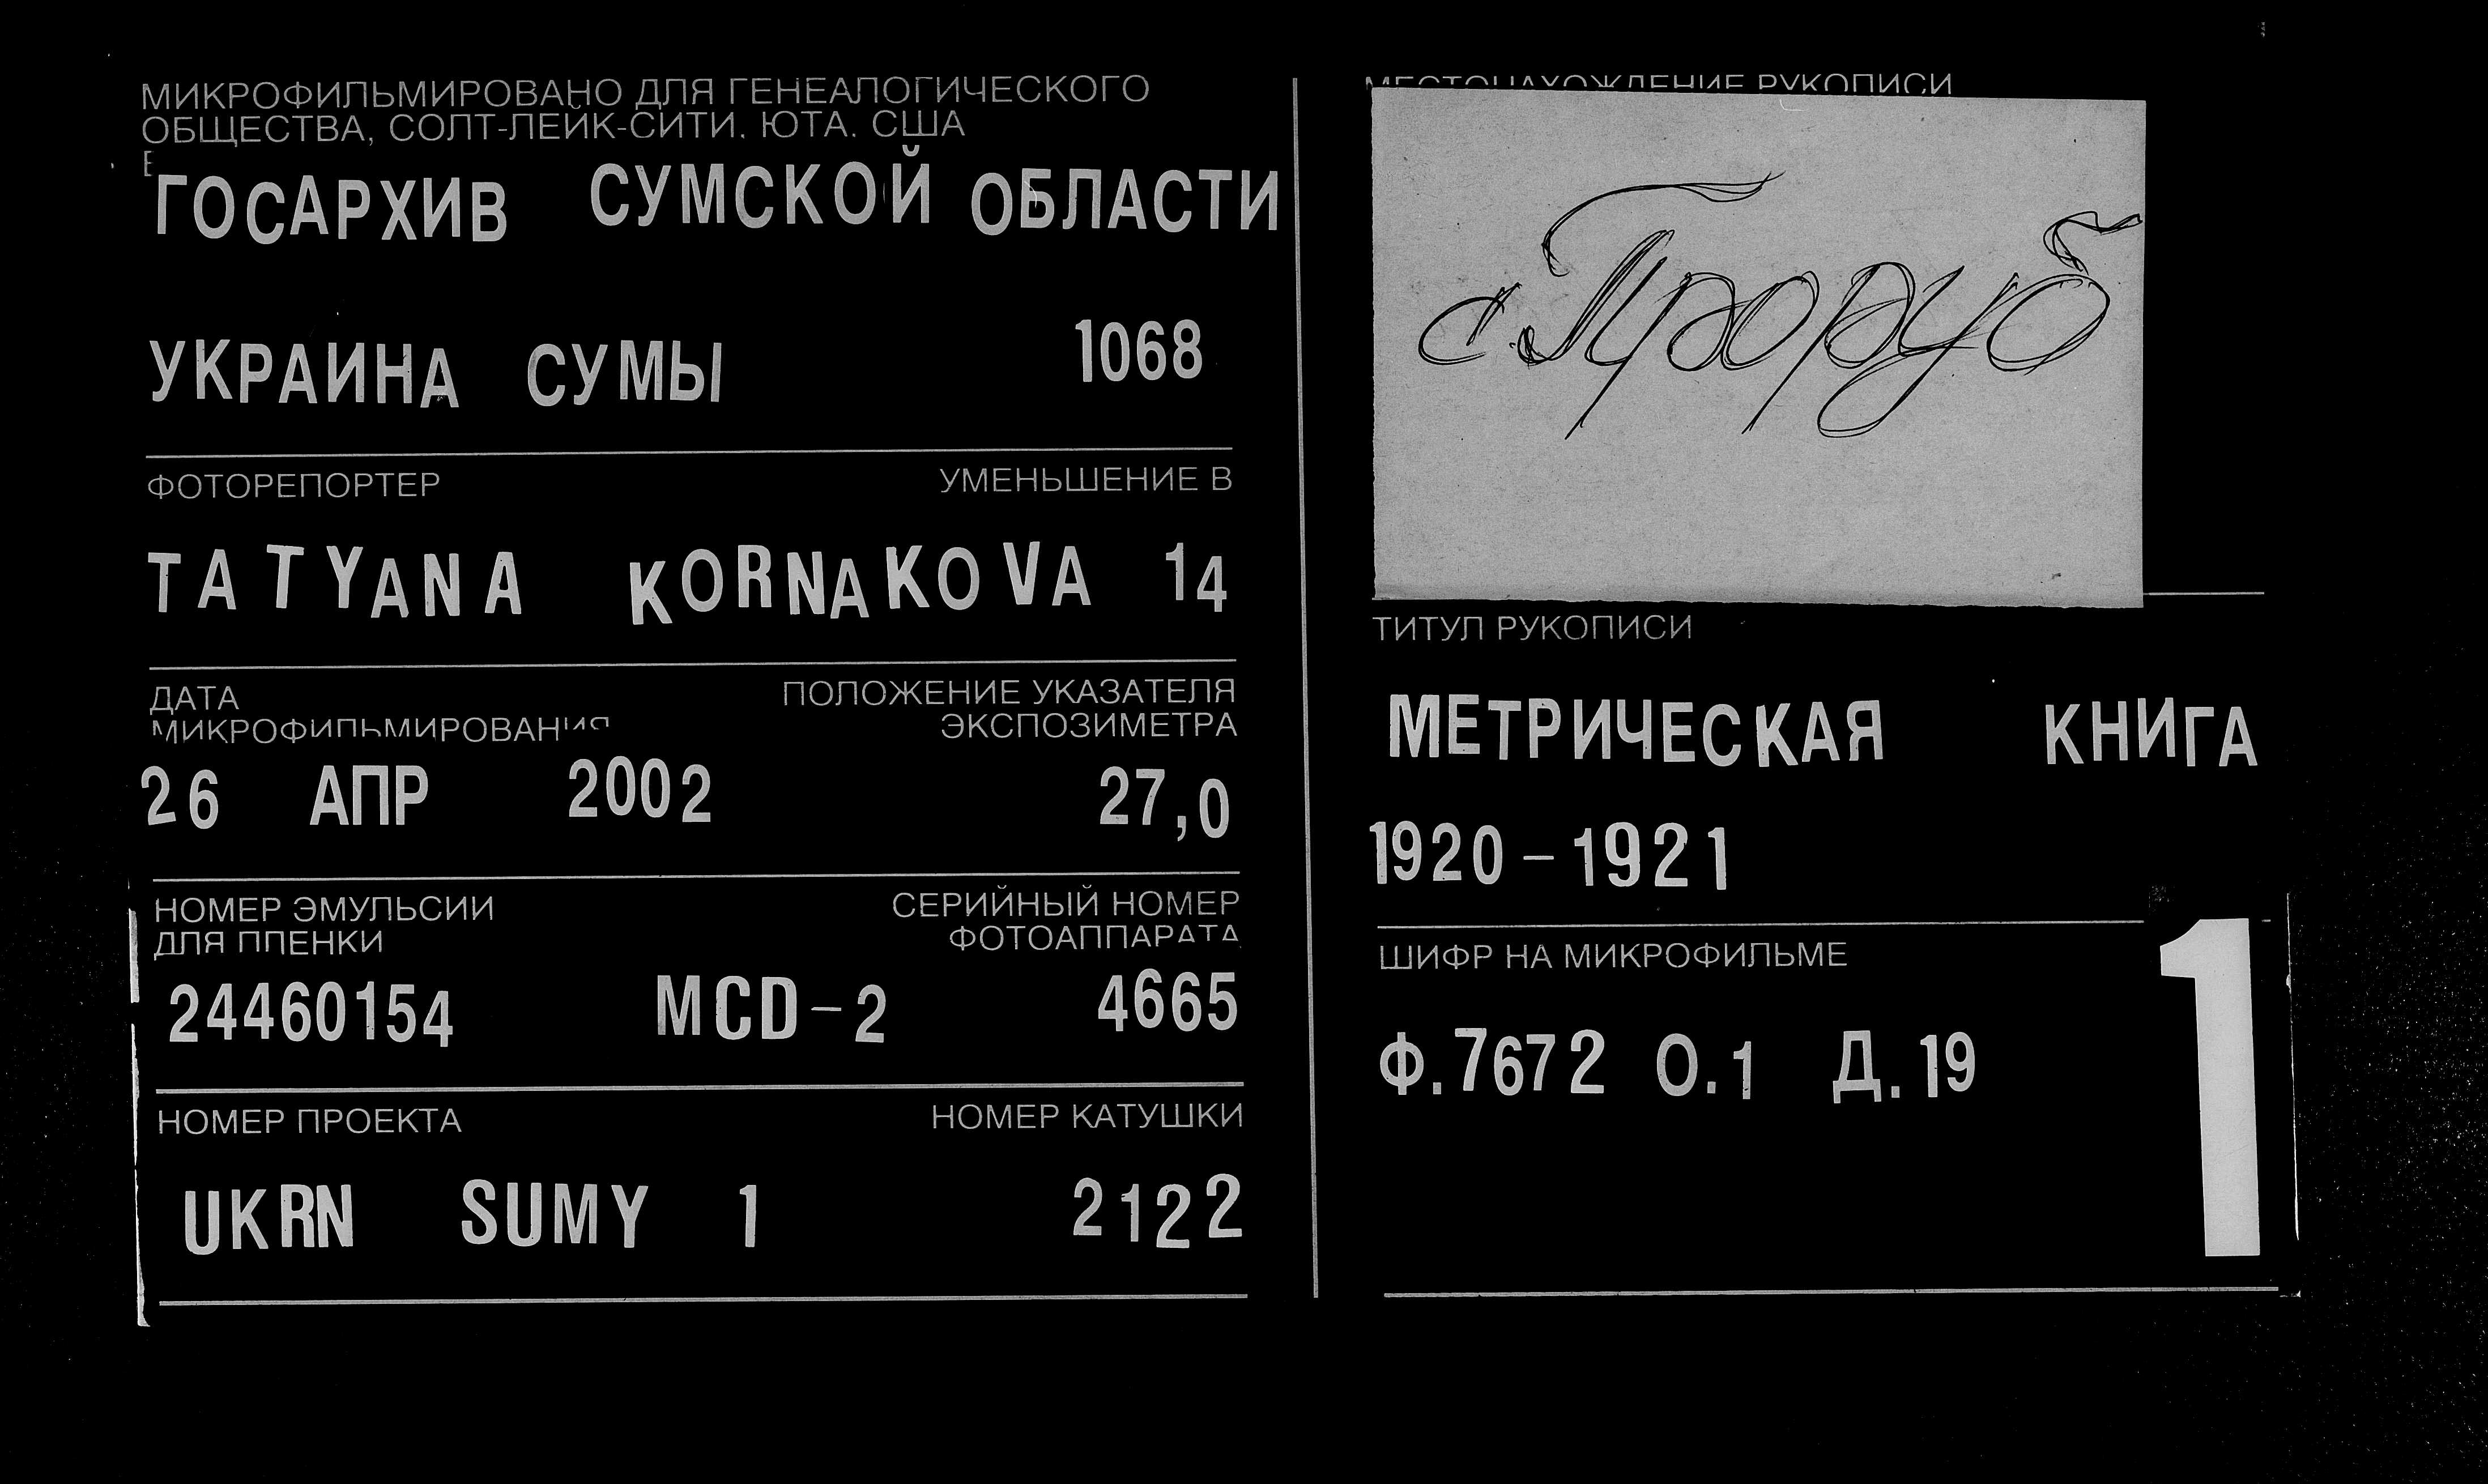 МИКРОФИЛЬМИРОВАНО ДЛЯ ГЕНЕАЛОГИЧЕСКОГО
ОБЩЕСТВА, СОЛТ-ЛЕЙК-СИТИ, ЮТА, США
В
ГОСАРХИВ СУМСКОЙ ОБЛАСТИ
УКРАИНА СУМЫ 1068
ФОТОРЕПОРТЕР УМЕНЬШЕНИЕ В
TATYANA KORNAKOVA 14
ДАТА
МИКРОФИЛЬМИРОВАНИЯ
ПОЛОЖЕНИЕ УКАЗАТЕЛЯ
ЭКСПОЗИМЕТРА
26 АПР 2002 27,0
НОМЕР ЭМУЛЬСИИ
ДЛЯ ПЛЕНКИ
СЕРИЙНЫЙ НОМЕР
ФОТОАППАРАТА
24460154 MCD-2 4665
НОМЕР ПРОЕКТА НОМЕР КАТУШКИ
UKRN SUMY 1 2122
МЕСТОНАХОЖДЕНИЕ РУКОПИСИ
с. Проруб
ТИТУЛ РУКОПИСИ
МЕТРИЧЕСКАЯ КНИГА
1920-1921
ШИФР НА МИКРОФИЛЬМЕ
Ф.7672 О.1 Д.19
1